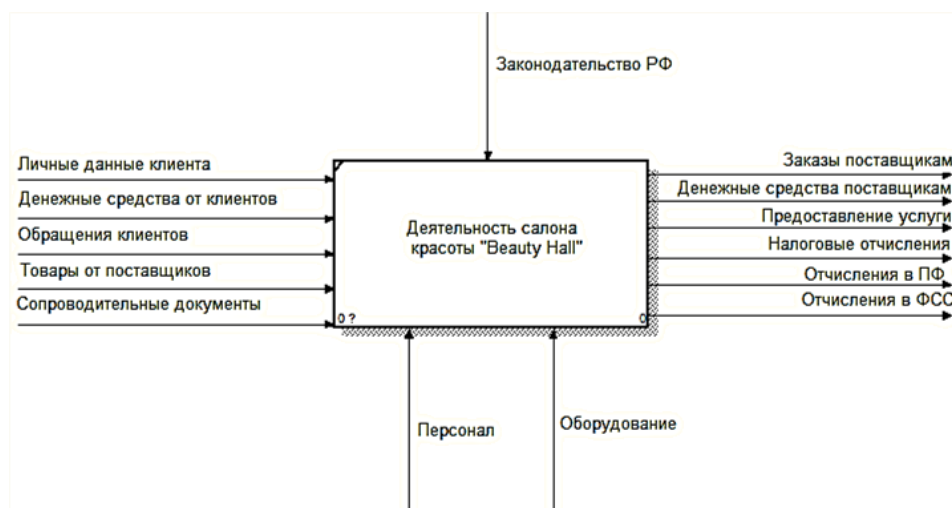 Законодательство РФ
Личные данные клиента
Денежные средства от клиентов
Обращения клиентов
Товары от поставщиков
Сопроводительные документы
Деятельность салона
красоты "Beauty Hall"
0 ?
0
Заказы поставщикам
Денежные средства поставщикам
Предоставление услуги
Налоговые отчисления
Отчисления в ПФ
Отчисления в ФСС
Персонал
Оборудование